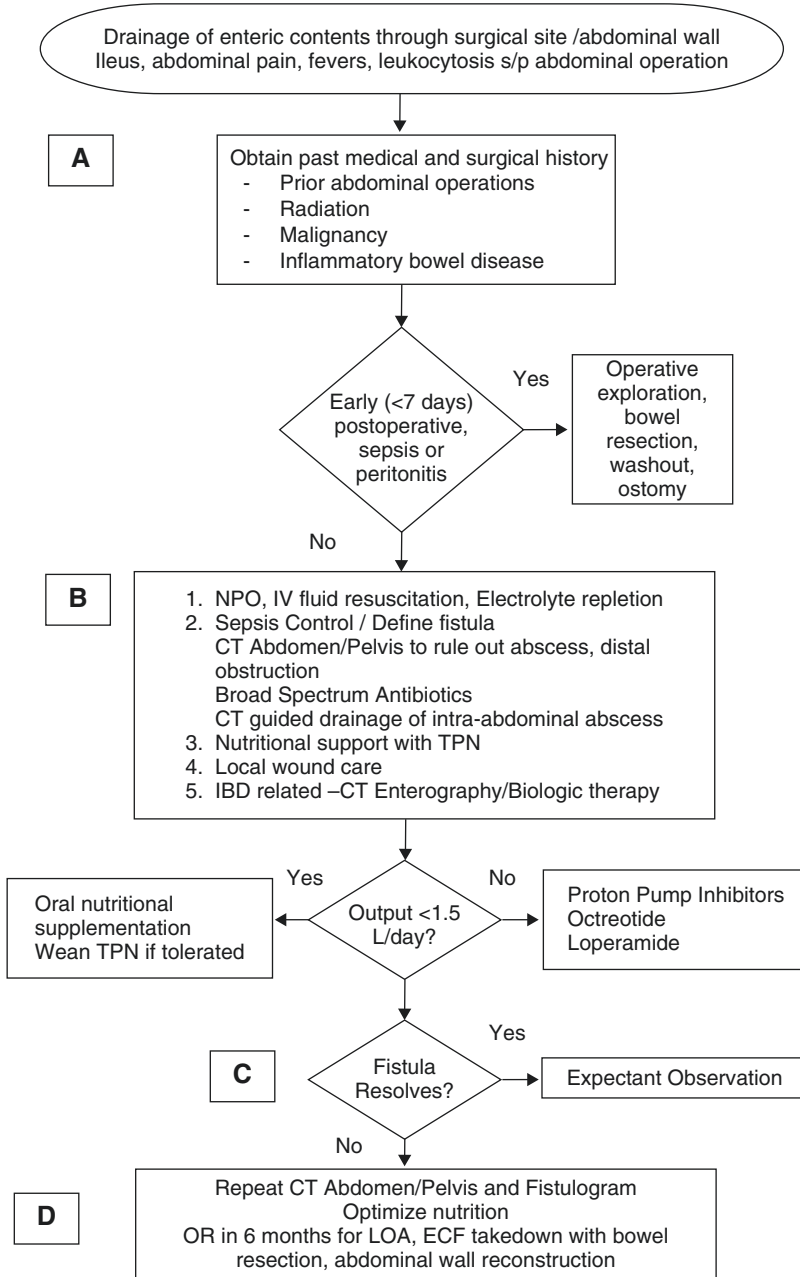 Drainage of enteric contents through surgical site /abdominal wall
Ileus, abdominal pain, fevers, leukocytosis s/p abdominal operation
A
Obtain past medical and surgical history
- Prior abdominal operations
- Radiation
- Malignancy
- Inflammatory bowel disease
Early (<7 days)
postoperative,
sepsis or
peritonitis
Yes
Operative
exploration,
bowel
resection,
washout,
ostomy
No
B
1. NPO, IV fluid resuscitation, Electrolyte repletion
2. Sepsis Control / Define fistula
CT Abdomen/Pelvis to rule out abscess, distal
obstruction
Broad Spectrum Antibiotics
CT guided drainage of intra-abdominal abscess
3. Nutritional support with TPN
4. Local wound care
5. IBD related –CT Enterography/Biologic therapy
Output <1.5
L/day?
Yes
Oral nutritional
supplementation
Wean TPN if tolerated
No
Proton Pump Inhibitors
Octreotide
Loperamide
C
Fistula
Resolves?
Yes
Expectant Observation
No
D
Repeat CT Abdomen/Pelvis and Fistulogram
Optimize nutrition
OR in 6 months for LOA, ECF takedown with bowel
resection, abdominal wall reconstruction